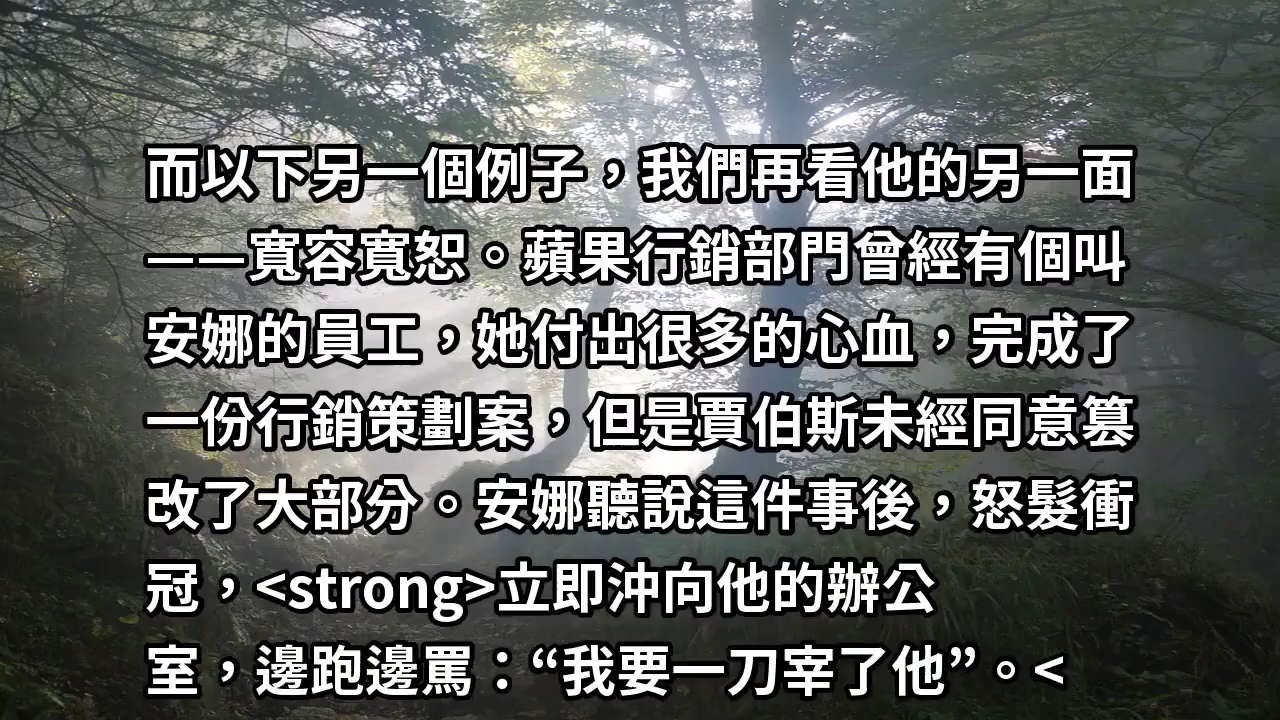 而以下另一個例子，我們再看他的另一面
——寬容寬恕。蘋果行銷部門曾經有個叫
安娜的員工，她付出很多的心血，完成了
一份行銷策劃案，但是賈伯斯未經同意篡
改了大部分。安娜聽說這件事後，怒髮衝
冠，<strong>立即沖向他的辦公
室，邊跑邊罵：“我要一刀宰了他”。<